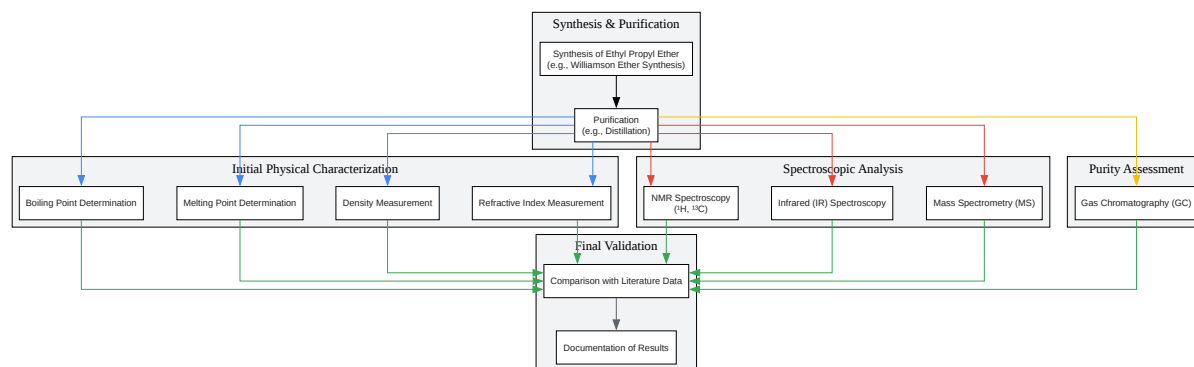 Synthesis & Purification
Synthesis of Ethyl Propyl Ether
(e.g., Williamson Ether Synthesis)
Purification
(e.g., Distillation)
Initial Physical Characterization
Boiling Point Determination
Melting Point Determination
Density Measurement
Refractive Index Measurement
Spectroscopic Analysis
NMR Spectroscopy
(¹H, ¹³C)
Infrared (IR) Spectroscopy
Mass Spectrometry (MS)
Purity Assessment
Gas Chromatography (GC)
Final Validation
Comparison with Literature Data
Documentation of Results